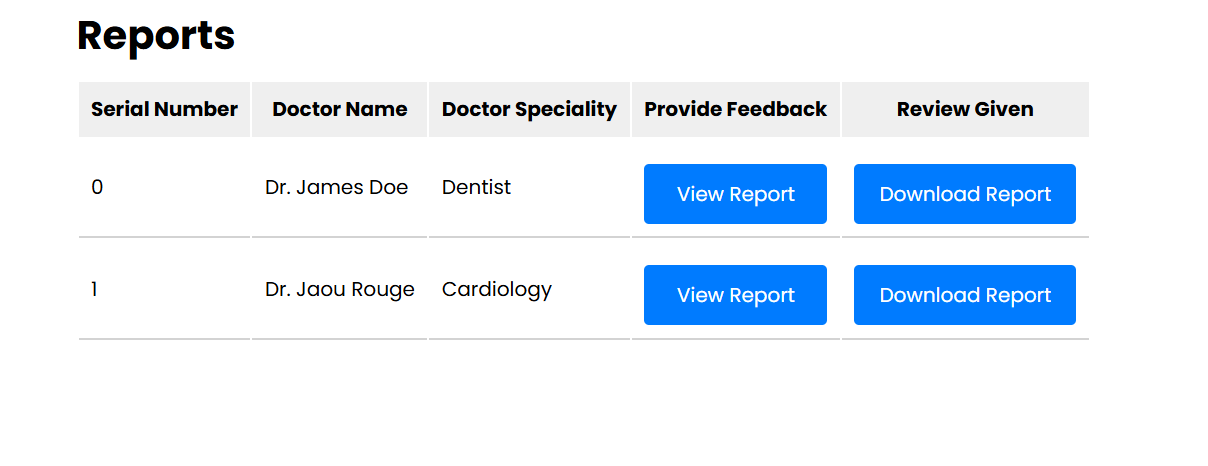 Reports
Serial Number Doctor Name Doctor Speciality Provide Feedback Review Given
0 Dr. James Doe Dentist View Report Download Report
1 Dr. Jaou Rouge Cardiology View Report Download Report